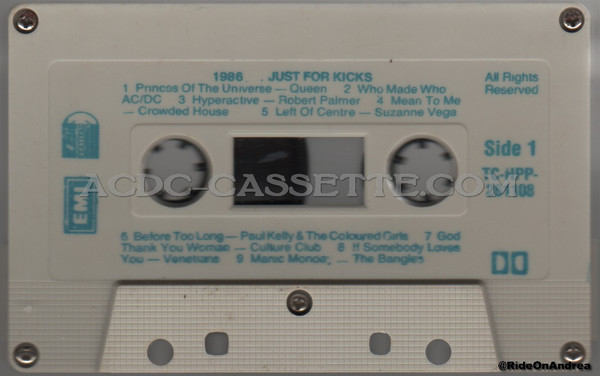 1986 . . JUST FOR KICKS
1 Princes Of The Universe — Queen 2 Who Made Who
AC/DC 3 Hyperactive — Robert Palmer 4 Mean To Me
— Crowded House 5 Left Of Centre — Suzanne Vega
All Rights
Reserved
Side 1
TC-HPP-
EMI
ACDC-CASSETTE.COM
6 Before Too Long — Paul Kelly & The Coloured Girls 7 God
Thank You Woman — Culture Club 8 If Somebody Loves
You — Venetians 9 Manic Monday — The Bangles
@RideOnAndrea